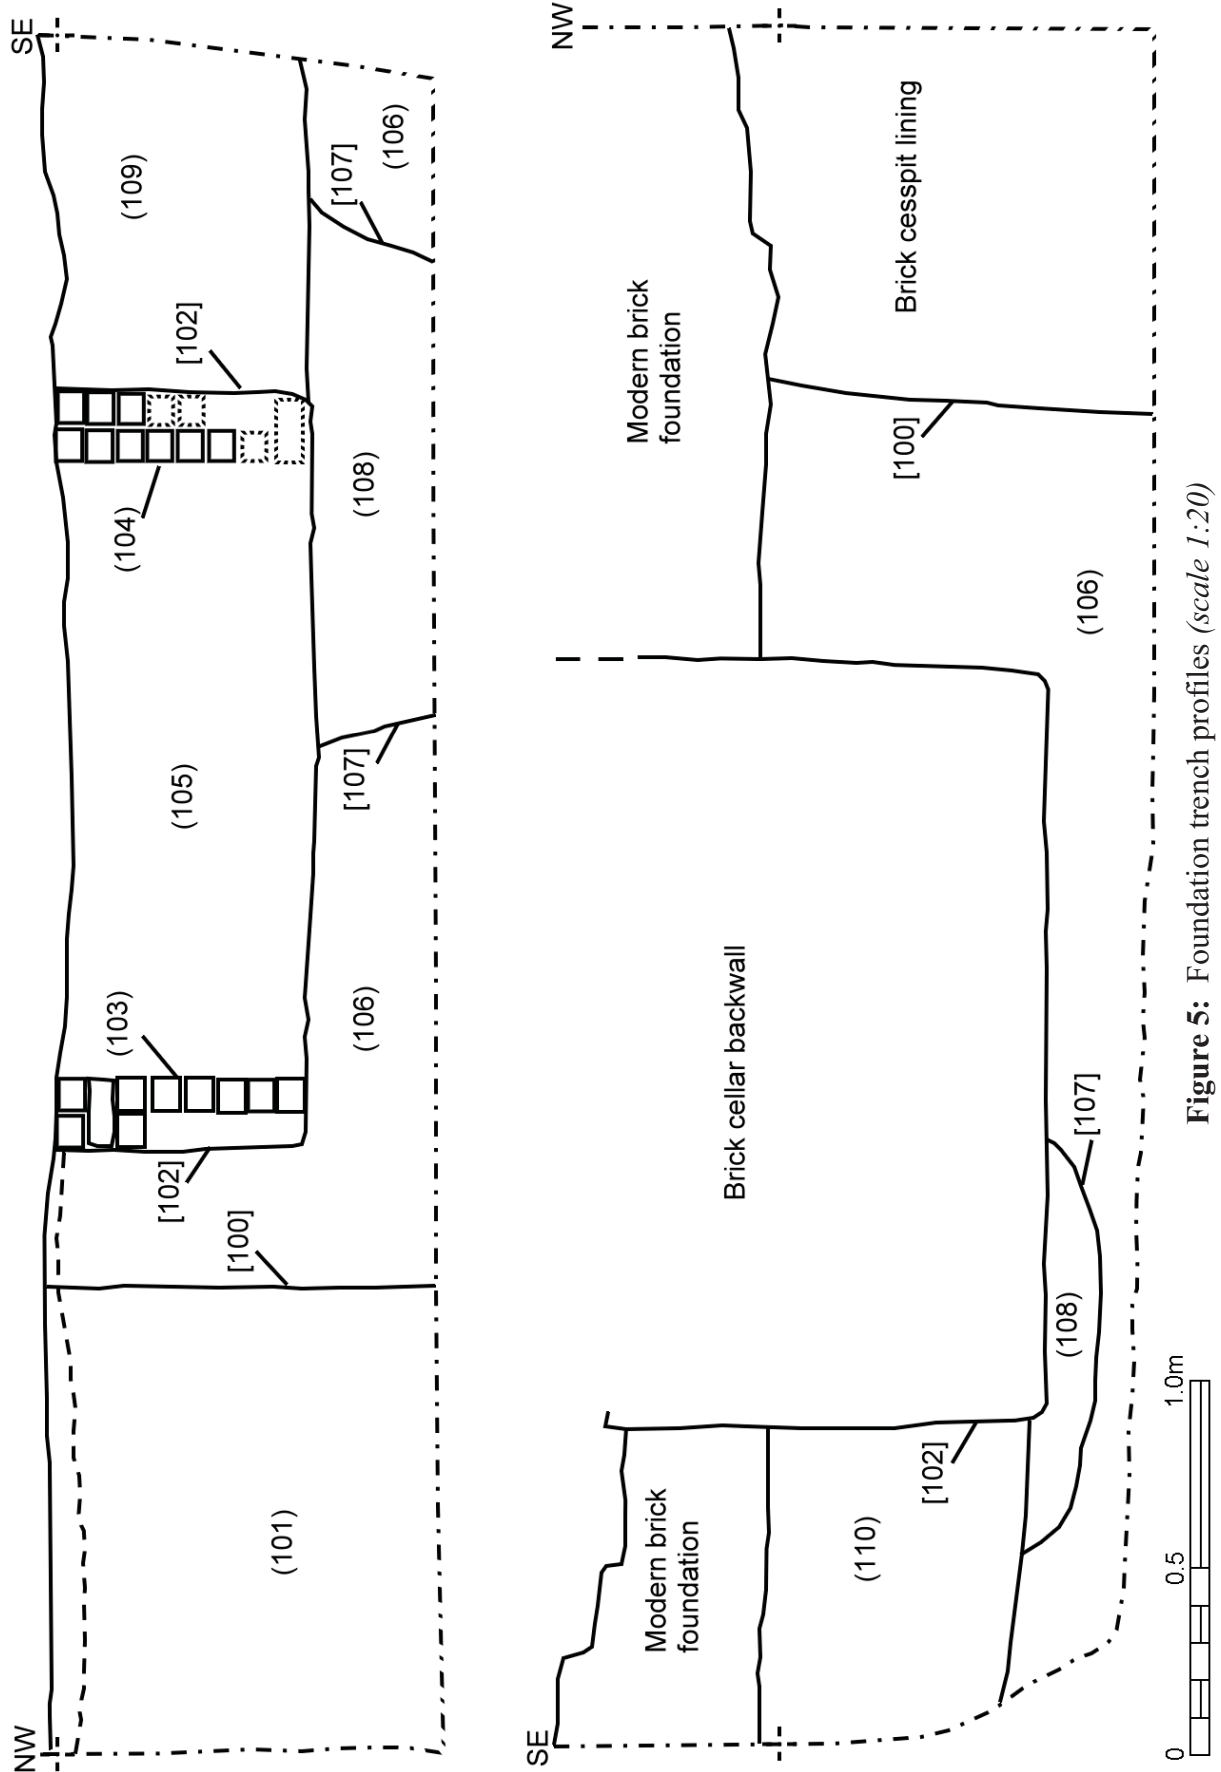 NW
SE
(109)
[107]
(106)
[102]
(104)
(108)
(105)
[107]
(103)
(106)
[102]
[100]
(101)
SE
NW
Modern brick
foundation
Brick cesspit lining
[100]
(106)
Brick cellar backwall
[107]
(108)
[102]
Modern brick
foundation
(110)
0
0.5
1.0m
Figure 5: Foundation trench profiles (scale 1:20)